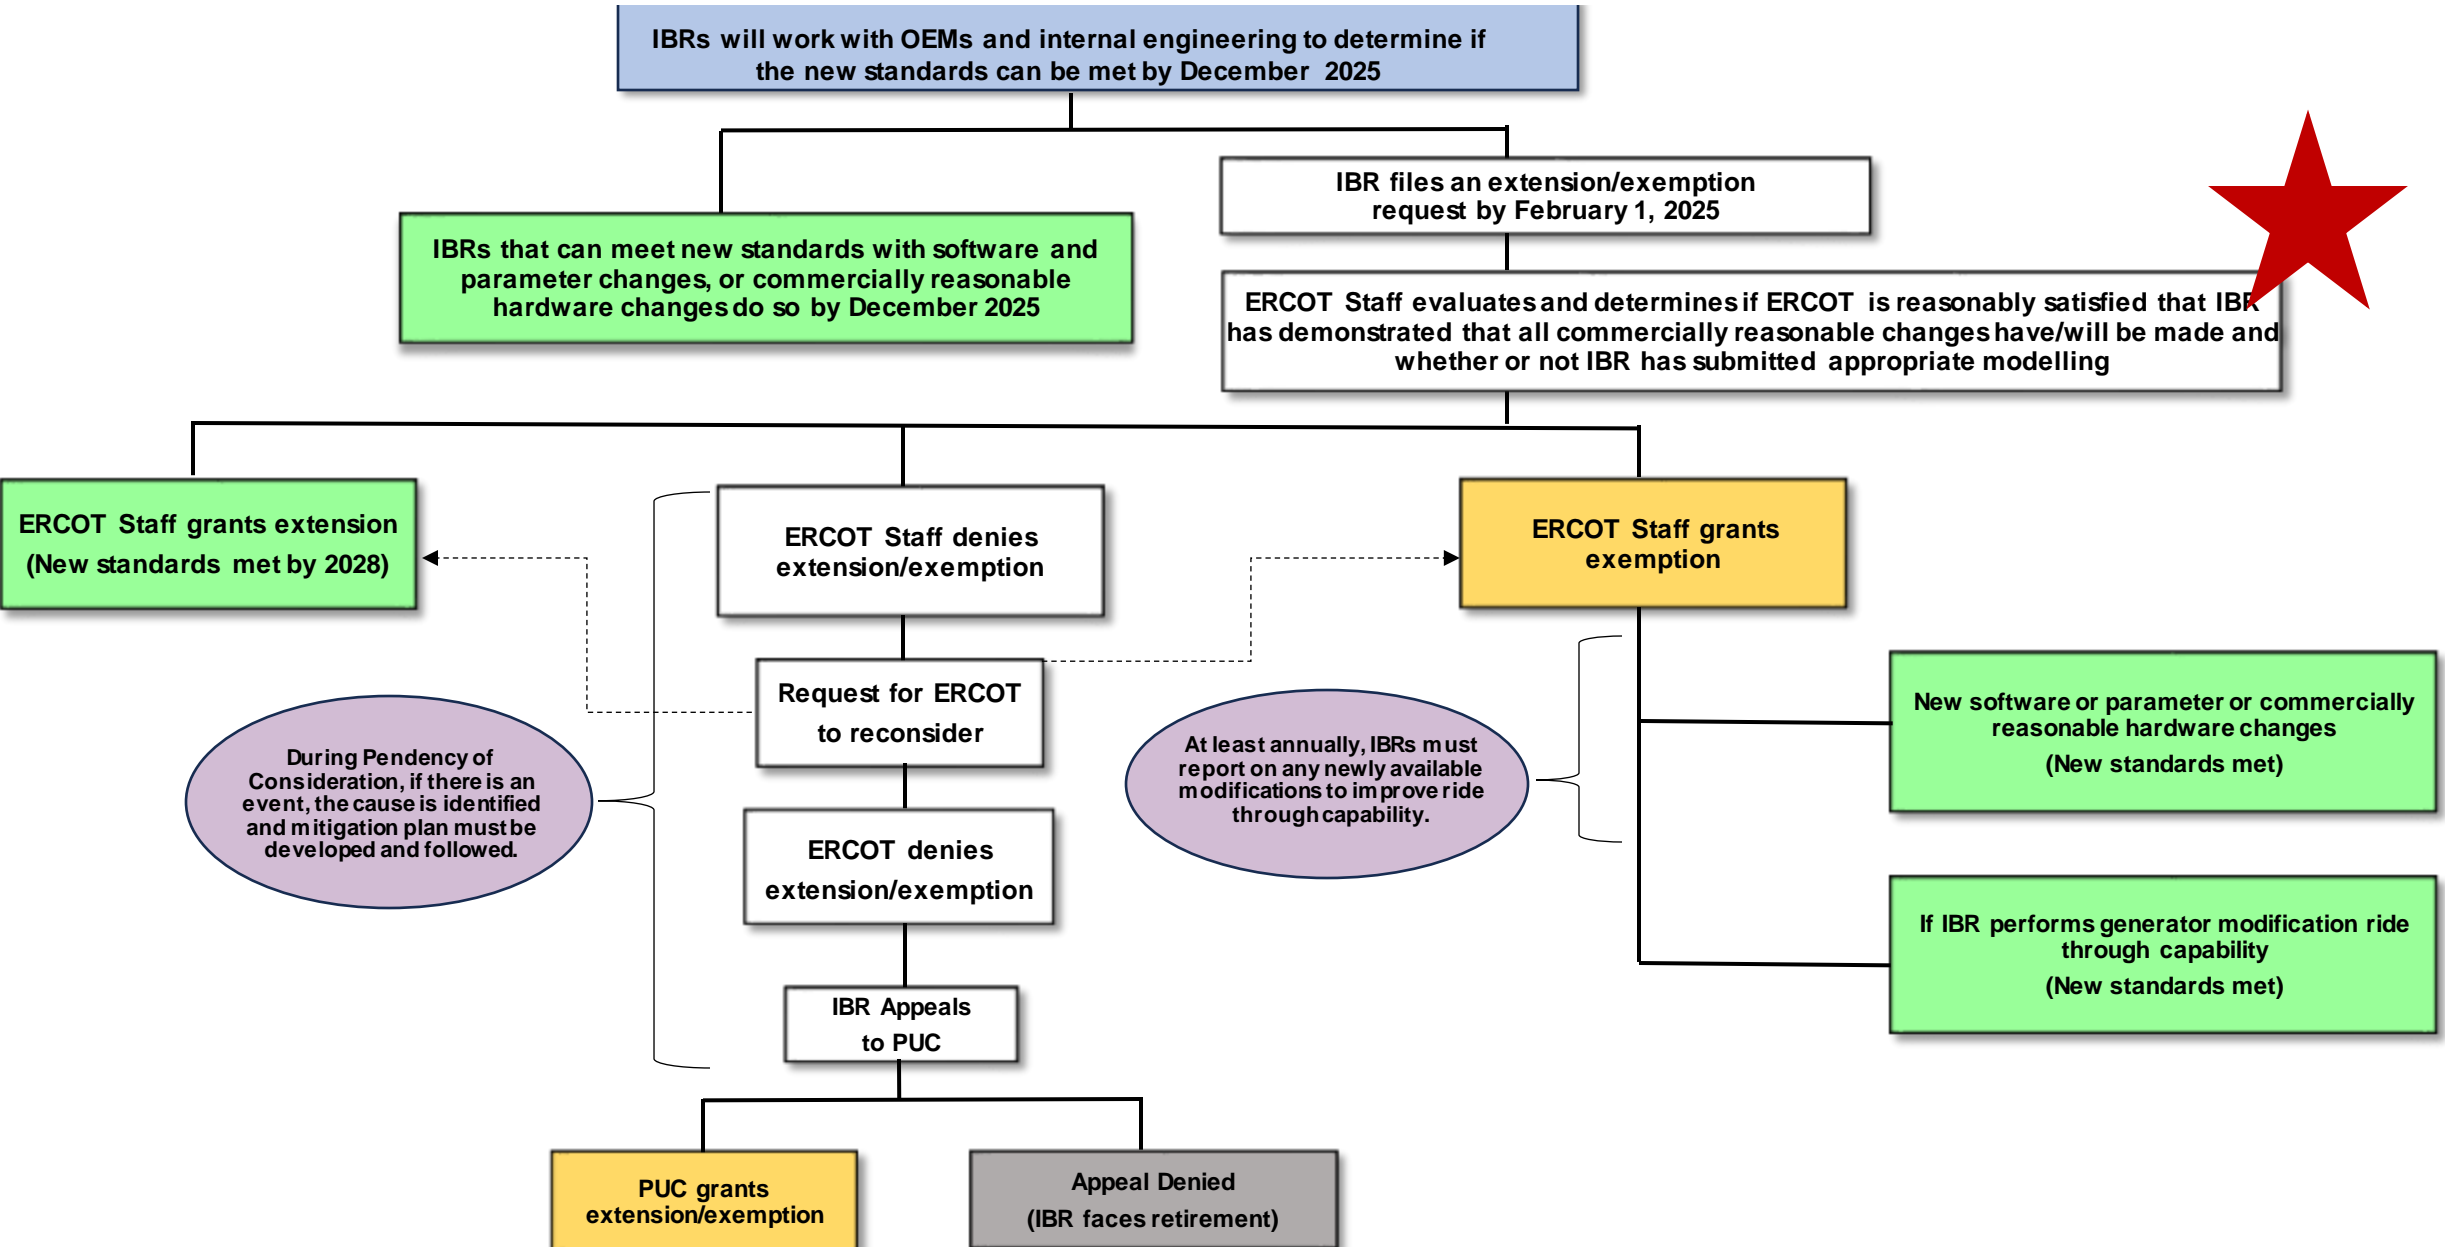 IBRs will work with OEMs and internal engineering to determine if
the new standards can be met by December 2025
IBR files an extension/exemption
request by February 1, 2025
IBRs that can meet new standards with software and
parameter changes, or commercially reasonable
hardware changes do so by December 2025
ERCOT Staff evaluates and determines if ERCOT is reasonably satisfied that IBR
has demonstrated that all commercially reasonable changes have/will be made and
whether or not IBR has submitted appropriate modelling
ERCOT Staff grants extension
(New standards met by 2028)
ERCOT Staff denies
extension/exemption
ERCOT Staff grants
exemption
Request for ERCOT
to reconsider
During Pendency of
Consideration, if there is an
event, the cause is identified
and mitigation plan must be
developed and followed.
At least annually, IBRs must
report on any newly available
modifications to improve ride
through capability.
New software or parameter or commercially
reasonable hardware changes
(New standards met)
ERCOT denies
extension/exemption
If IBR performs generator modification ride
through capability
(New standards met)
IBR Appeals
to PUC
PUC grants
extension/exemption
Appeal Denied
(IBR faces retirement)